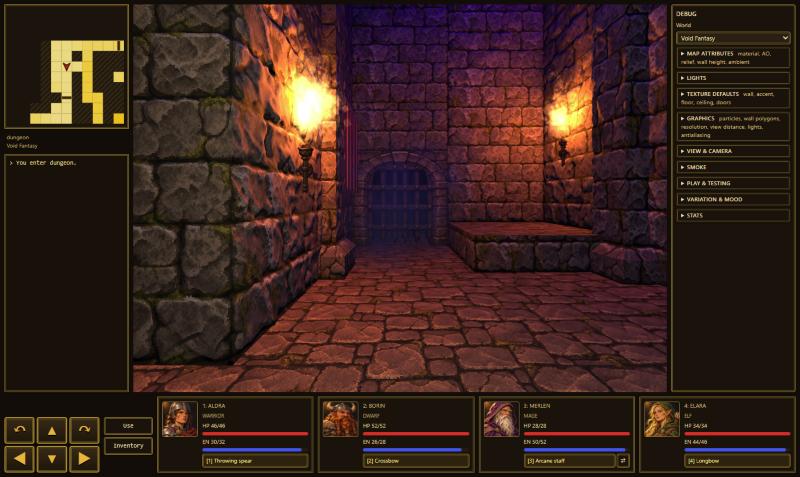 dungeon
Void Fantasy
> You enter dungeon.
DEBUG
World
Void Fantasy
▶ MAP ATTRIBUTES material, AO, relief, wall height, ambient
▶ LIGHTS
▶ TEXTURE DEFAULTS wall, accent, floor, ceiling, doors
▶ GRAPHICS particles, wall polygons, resolution, view distance, lights, antialiasing
▶ VIEW & CAMERA
▶ SMOKE
▶ PLAY & TESTING
▶ VARIATION & MOOD
▶ STATS
Use
Inventory
1: ALDRA
WARRIOR
HP 46/46
EN 30/32
[1] Throwing spear
2: BORIN
DWARF
HP 52/52
EN 26/28
[2] Crossbow
3: MERLEN
MAGE
HP 28/28
EN 50/52
[3] Arcane staff
4: ELARA
ELF
HP 34/34
EN 44/46
[4] Longbow